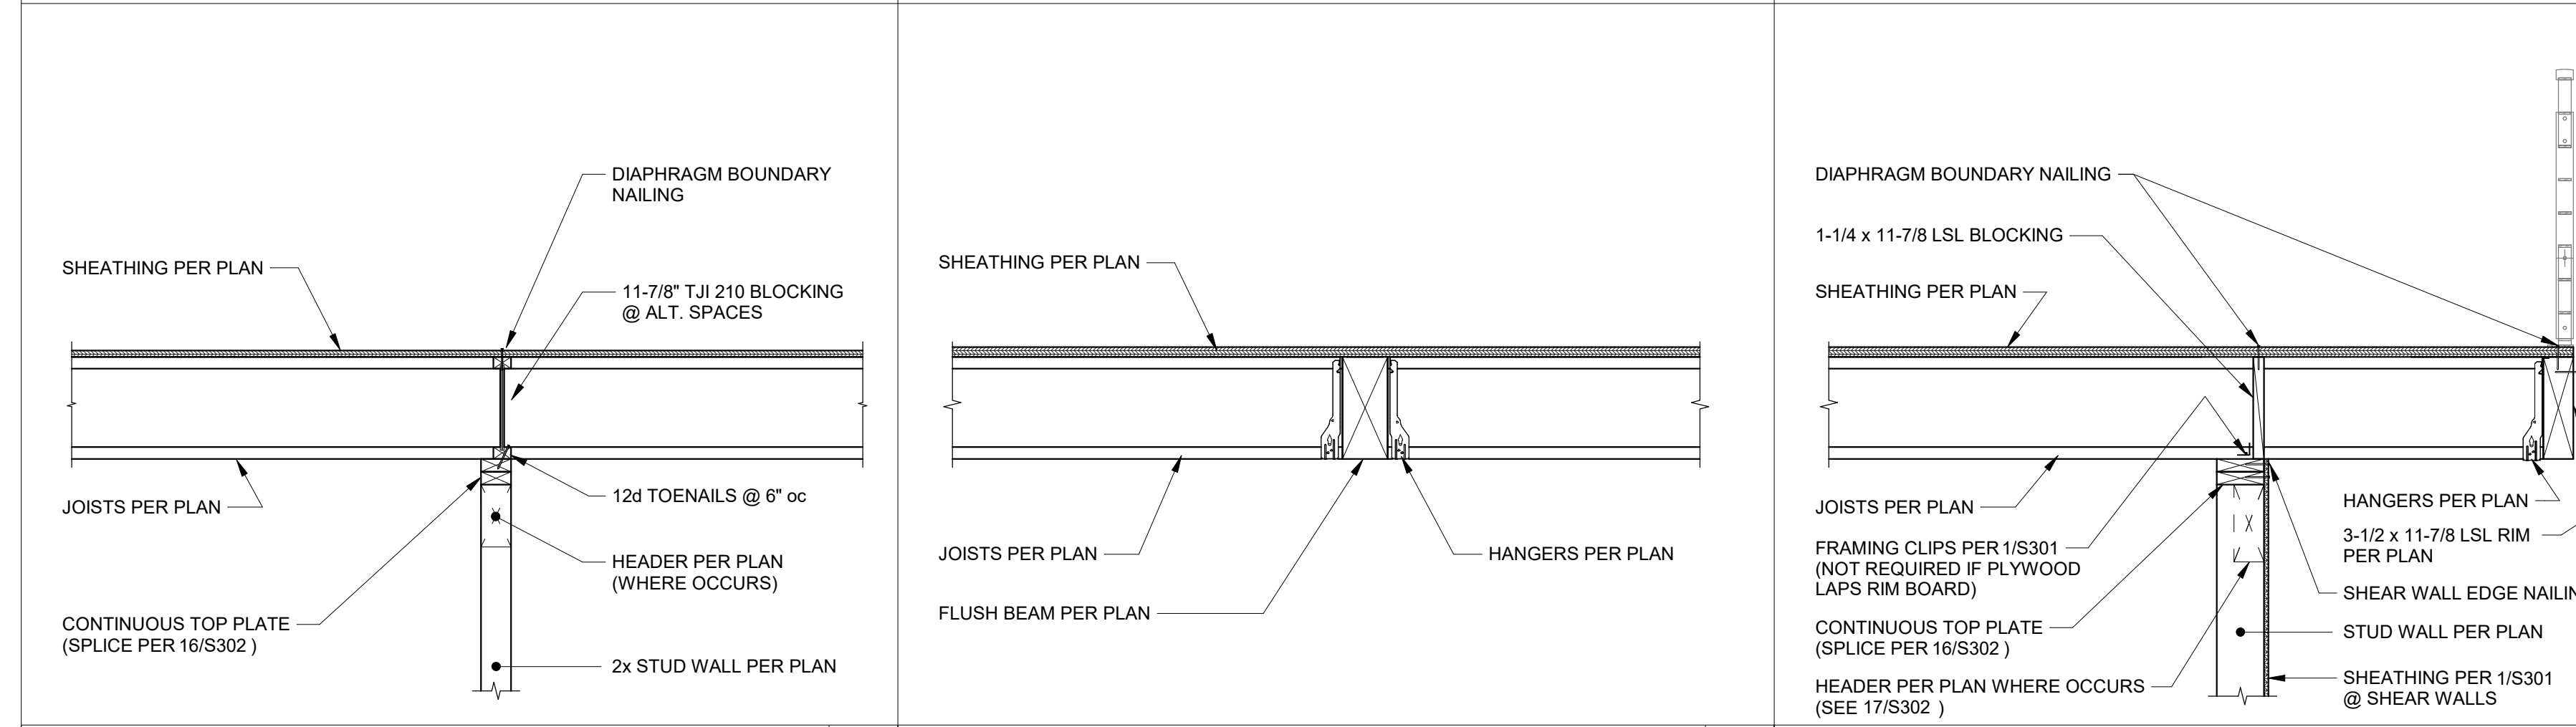 DIAPHRAGM BOUNDARY
NAILING
SHEATHING PER PLAN
11-7/8" TJI 210 BLOCKING
@ ALT. SPACES
JOISTS PER PLAN
12d TOENAILS @ 6" oc
HEADER PER PLAN
(WHERE OCCURS)
CONTINUOUS TOP PLATE
(SPLICE PER 16/S302 )
2x STUD WALL PER PLAN
SHEATHING PER PLAN
JOISTS PER PLAN
HANGERS PER PLAN
FLUSH BEAM PER PLAN
DIAPHRAGM BOUNDARY NAILING
1-1/4 x 11-7/8 LSL BLOCKING
SHEATHING PER PLAN
JOISTS PER PLAN
FRAMING CLIPS PER 1/S301
(NOT REQUIRED IF PLYWOOD
LAPS RIM BOARD)
CONTINUOUS TOP PLATE
(SPLICE PER 16/S302 )
HEADER PER PLAN WHERE OCCURS
(SEE 17/S302 )
HANGERS PER PLAN
3-1/2 x 11-7/8 LSL RIM
PER PLAN
SHEAR WALL EDGE NAILIN
STUD WALL PER PLAN
SHEATHING PER 1/S301
@ SHEAR WALLS